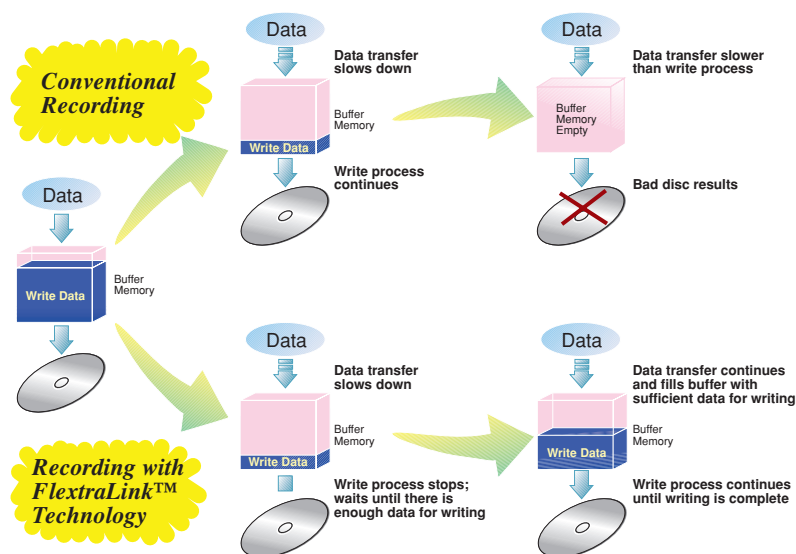 Conventional
Recording
Data
Data transfer
slows down
Buffer
Memory
Write Data
Write process
continues
Data
Data transfer slower
than write process
Buffer
Memory
Empty
Bad disc results
Data
Write Data
Buffer
Memory
Recording with
FlextraLink™
Technology
Data
Data transfer
slows down
Buffer
Memory
Write Data
Write process stops;
waits until there is
enough data for writing
Data
Data transfer continues
and fills buffer with
sufficient data for writing
Buffer
Memory
Write Data
Write process continues
until writing is complete